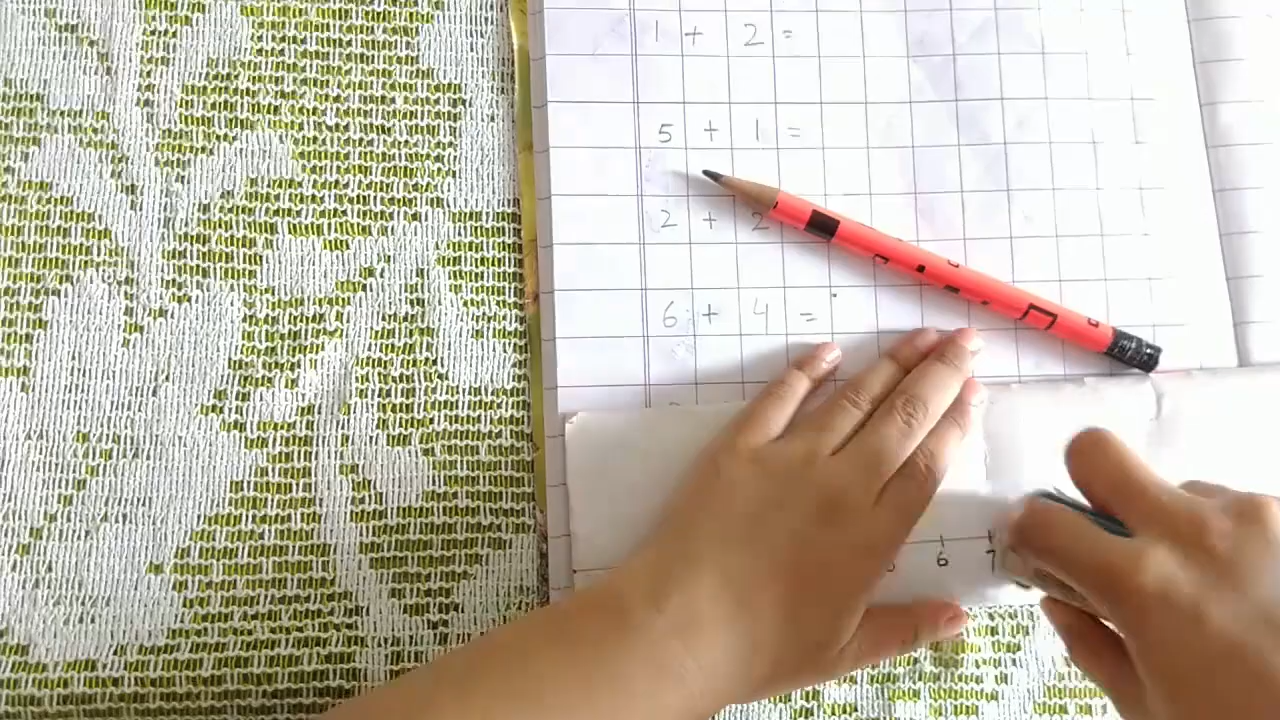 1 + 2 =
5 + 1 =
2 + 2
6 + 4 =
6 7